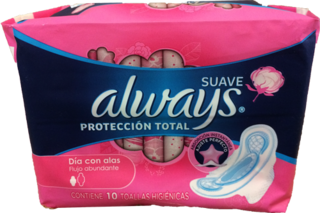 SUAVE
always®
PROTECCIÓN TOTAL
Día con alas
Flujo abundante
CONTIENE 10 TOALLAS HIGIÉNICAS